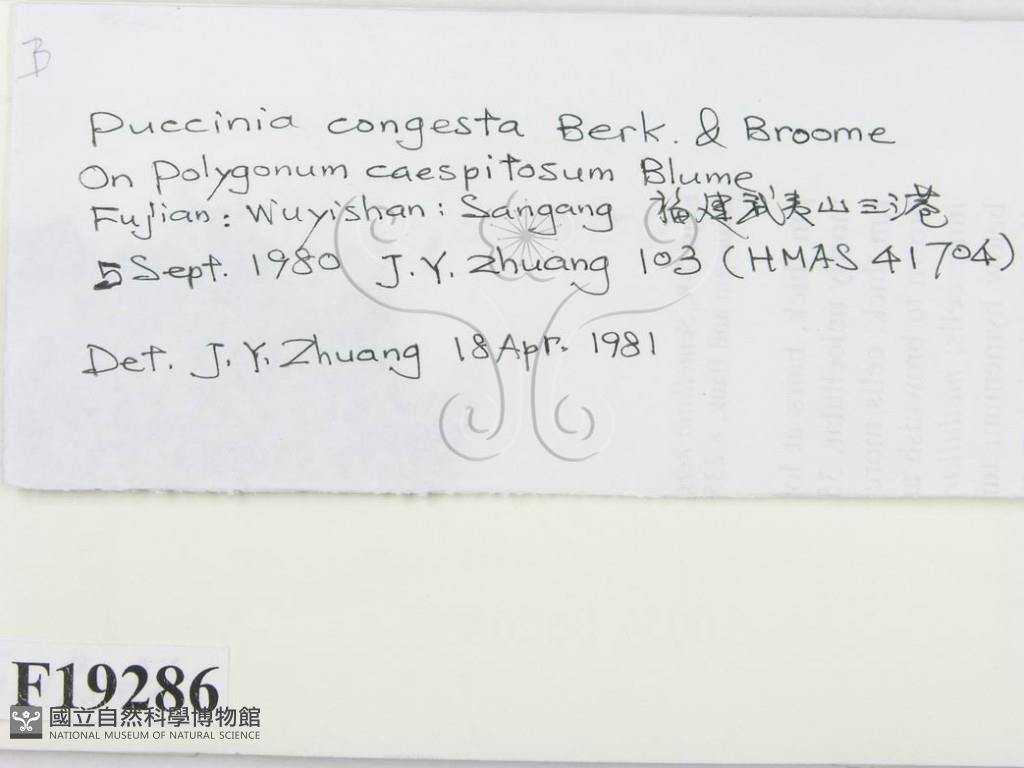 B
Puccinia congesta Berk. & Broome
On Polygonum caespitosum Blume
Fujian: Wuyishan: Sangang 福建武夷山三港
5 Sept. 1980 J.Y. Zhuang 103 (HMAS 41704)
Det. J.Y. Zhuang 18 Apr. 1981
F19286
國立自然科學博物館
NATIONAL MUSEUM OF NATURAL SCIENCE